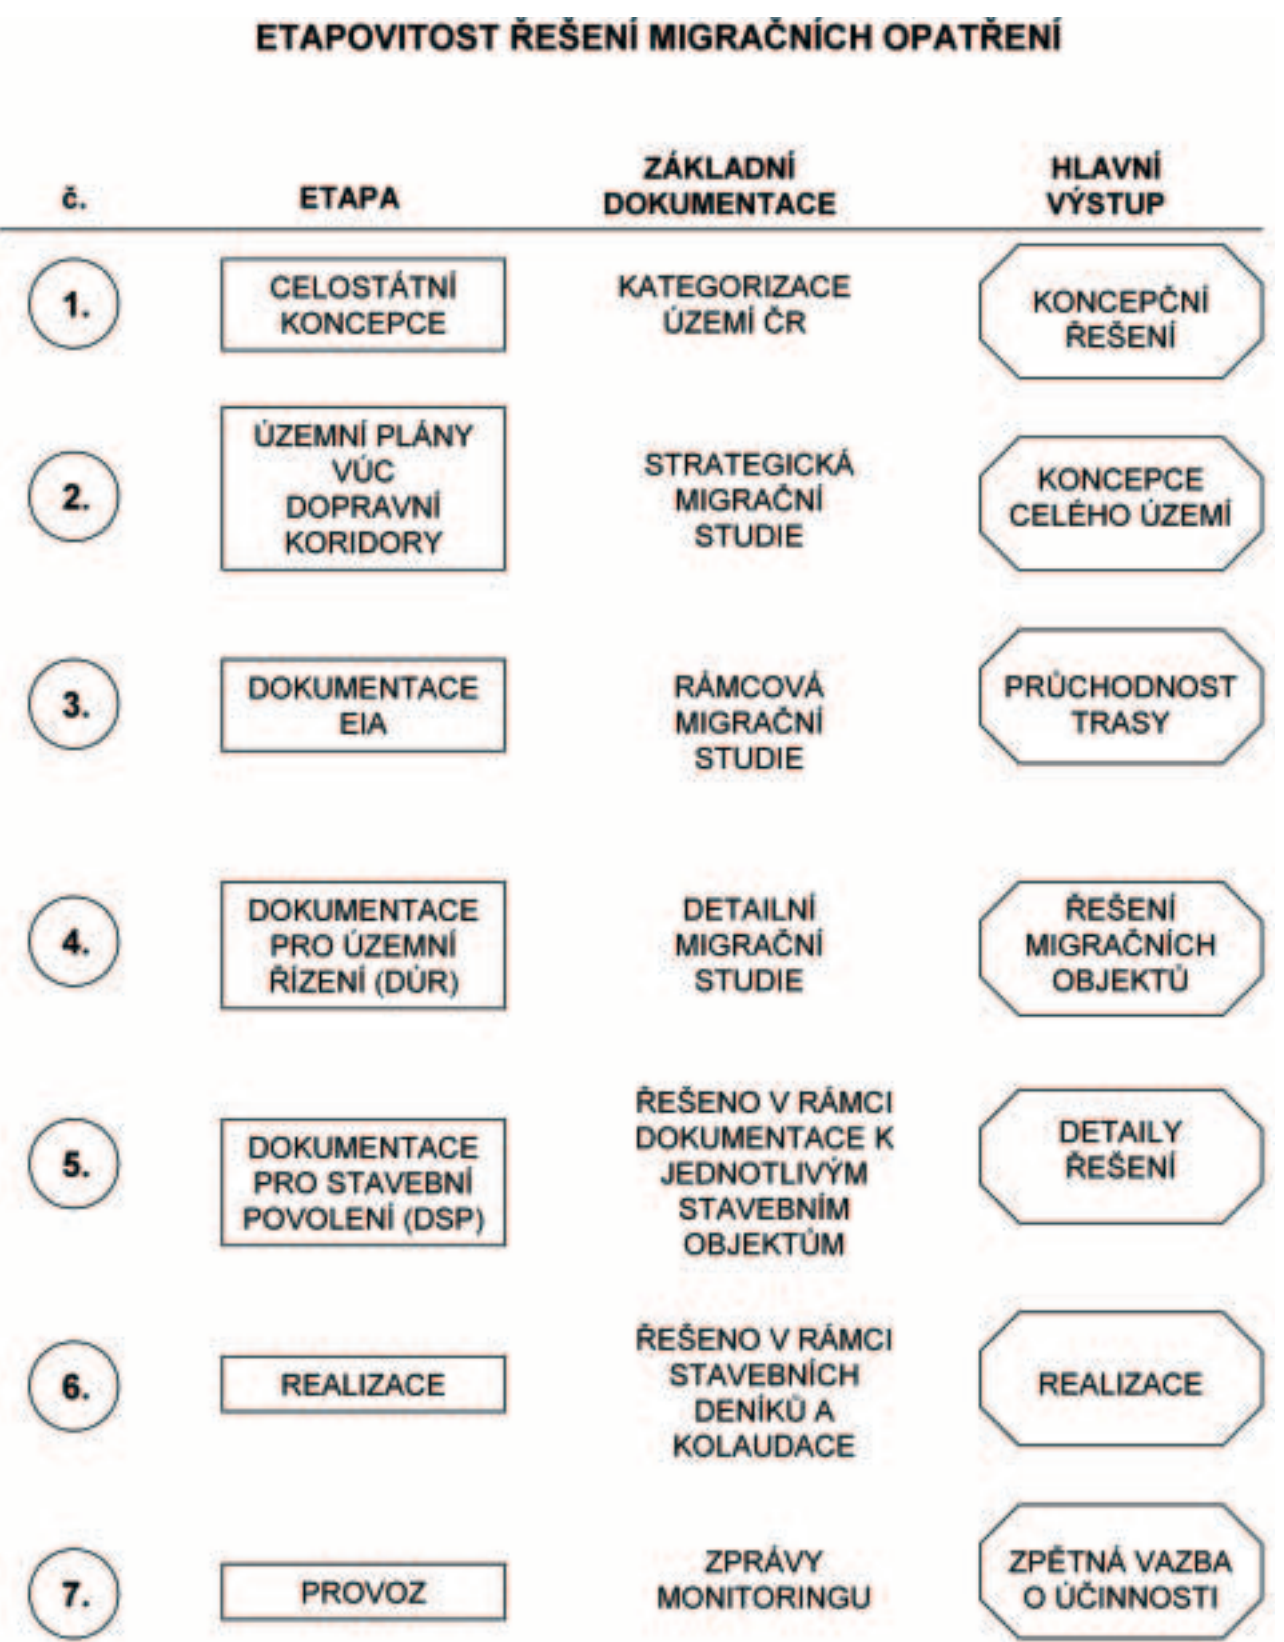 ETAPOVITOST ŘEŠENÍ MIGRAČNÍCH OPATŘENÍ
č.
ETAPA
ZÁKLADNÍ
DOKUMENTACE
HLAVNÍ
VÝSTUP
1.
CELOSTÁTNÍ
KONCEPCE
KATEGORIZACE
ÚZEMÍ ČR
KONCEPČNÍ
ŘEŠENÍ
2.
ÚZEMNÍ PLÁNY
VÚC
DOPRAVNÍ
KORIDORY
STRATEGICKÁ
MIGRAČNÍ
STUDIE
KONCEPCE
CELÉHO ÚZEMÍ
3.
DOKUMENTACE
EIA
RÁMCOVÁ
MIGRAČNÍ
STUDIE
PRŮCHODNOST
TRASY
4.
DOKUMENTACE
PRO ÚZEMNÍ
ŘÍZENÍ (DÚR)
DETAILNÍ
MIGRAČNÍ
STUDIE
ŘEŠENÍ
MIGRAČNÍCH
OBJEKTŮ
5.
DOKUMENTACE
PRO STAVEBNÍ
POVOLENÍ (DSP)
ŘEŠENO V RÁMCI
DOKUMENTACE K
JEDNOTLIVÝM
STAVEBNÍM
OBJEKTŮM
DETAILY
ŘEŠENÍ
6.
REALIZACE
ŘEŠENO V RÁMCI
STAVEBNÍCH
DENÍKŮ A
KOLAUDACE
REALIZACE
7.
PROVOZ
ZPRÁVY
MONITORINGU
ZPĚTNÁ VAZBA
O ÚČINNOSTI